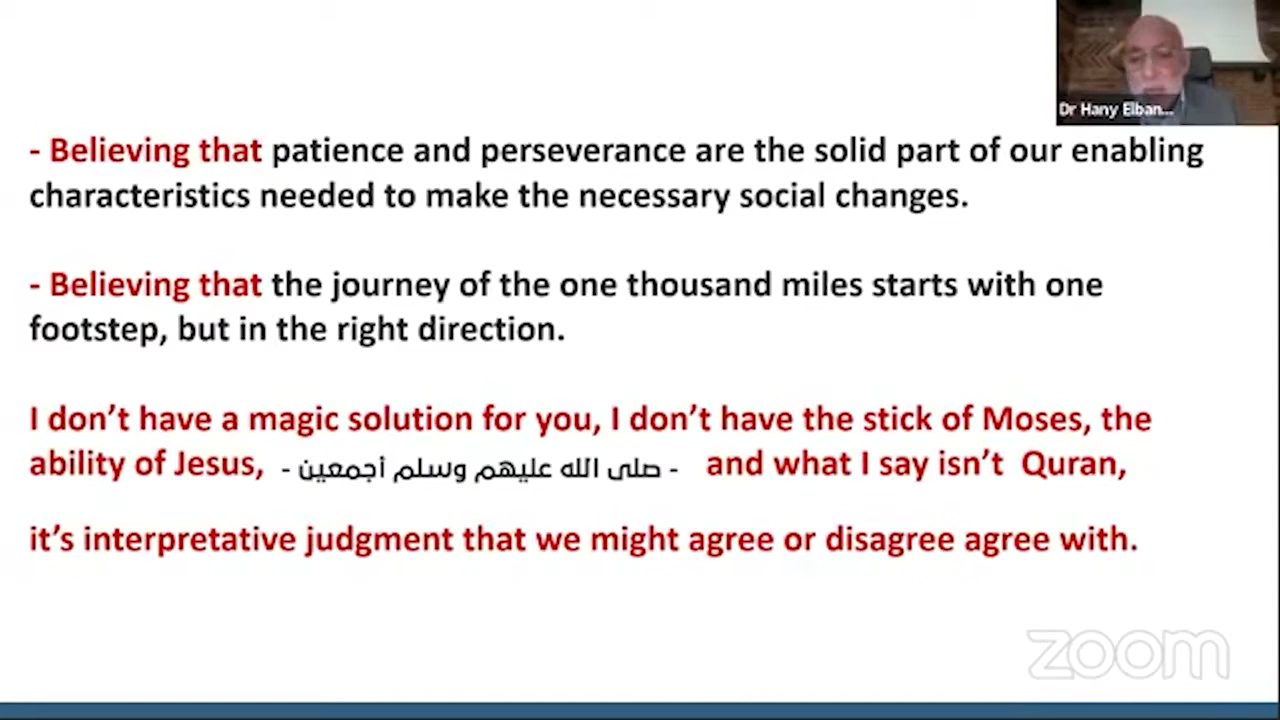 Dr Hany Elban...
- Believing that patience and perseverance are the solid part of our enabling
characteristics needed to make the necessary social changes.
- Believing that the journey of the one thousand miles starts with one
footstep, but in the right direction.
I don't have a magic solution for you, I don't have the stick of Moses, the
ability of Jesus, - صلى الله عليهم وسلم أجمعين - and what I say isn't Quran,
it's interpretative judgment that we might agree or disagree agree with.
zoom